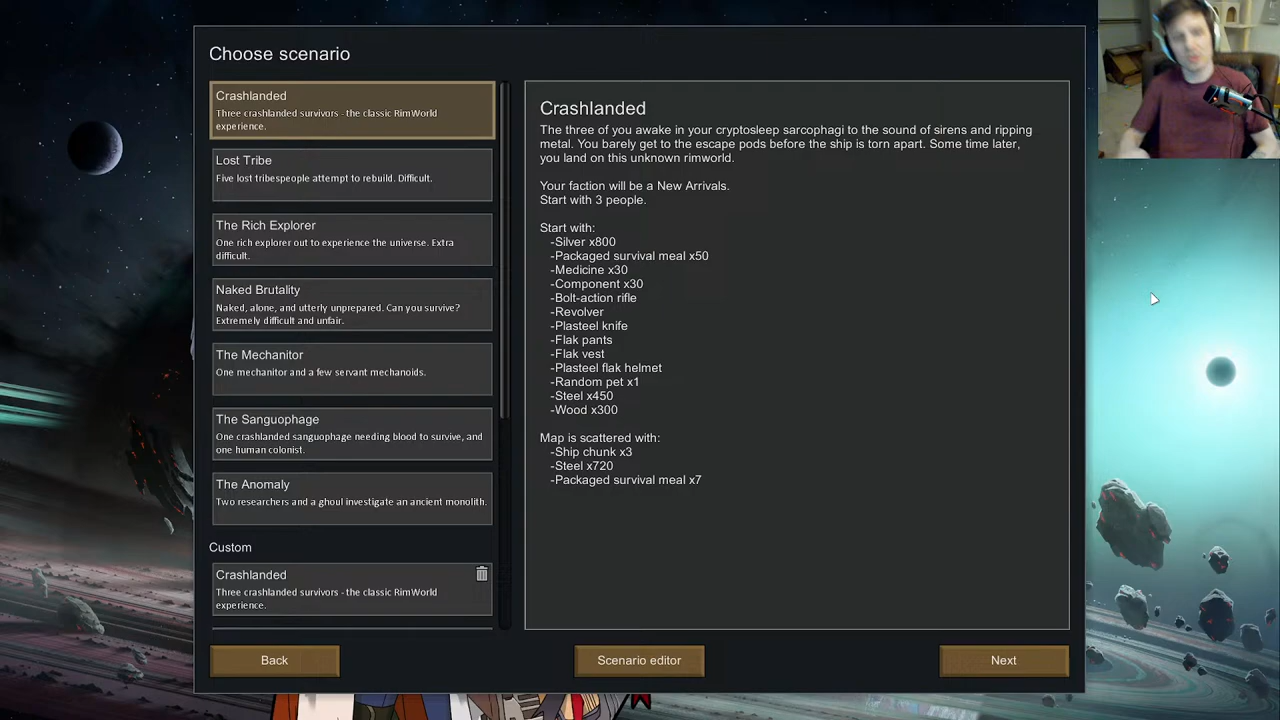 Choose scenario
Crashlanded
Three crashlanded survivors - the classic RimWorld
experience.
Lost Tribe
Five lost tribespeople attempt to rebuild. Difficult.
The Rich Explorer
One rich explorer out to experience the universe. Extra
difficult.
Naked Brutality
Naked, alone, and utterly unprepared. Can you survive?
Extremely difficult and unfair.
The Mechanitor
One mechanitor and a few servant mechanoids.
The Sanguophage
One crashlanded sanguophage needing blood to survive, and
one human colonist.
The Anomaly
Two researchers and a ghoul investigate an ancient monolith.
Custom
Crashlanded
Three crashlanded survivors - the classic RimWorld
experience.
Crashlanded
The three of you awake in your cryptosleep sarcophagi to the sound of sirens and ripping
metal. You barely get to the escape pods before the ship is torn apart. Some time later,
you land on this unknown rimworld.
Your faction will be a New Arrivals.
Start with 3 people.
Start with:
-Silver x800
-Packaged survival meal x50
-Medicine x30
-Component x30
-Bolt-action rifle
-Revolver
-Plasteel knife
-Flak pants
-Flak vest
-Plasteel flak helmet
-Random pet x1
-Steel x450
-Wood x300
Map is scattered with:
-Ship chunk x3
-Steel x720
-Packaged survival meal x7
Back
Scenario editor
Next